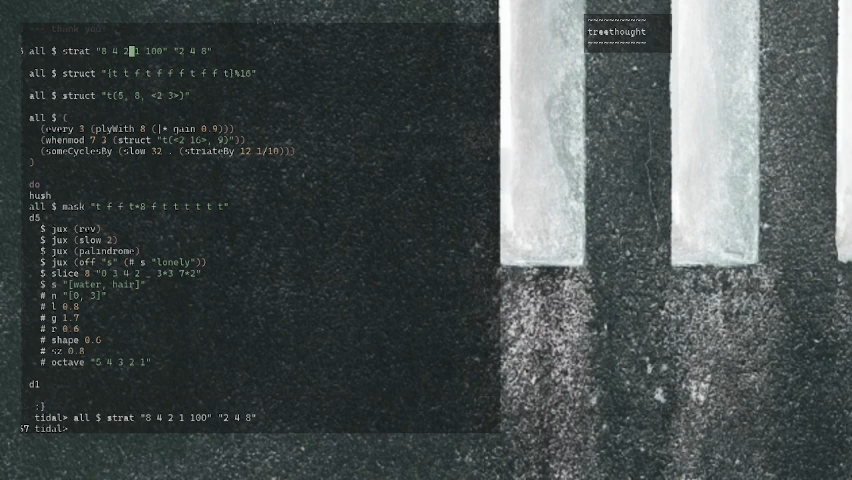 --- thank you
~~~~~~~~~~~
treethought
~~~~~~~~~~~
5 all $ strat "8 4 2 1 100" "2 4 8"
all $ struct "{t t f t f f f t f f t}%16"
all $ struct "t(5, 8, <2 3>)"
all $ (
(every 3 (plyWith 8 (|* gain 0.9)))
(whenmod 7 3 (struct "t(<2 16>, 9)"))
(someCyclesBy (slow 32 . (striateBy 12 1/10)))
)
do
hush
all $ mask "t f f t*8 f t t t t t t"
d5
$ jux (rev)
$ jux (slow 2)
$ jux (palindrome)
$ jux (off "s" (# s "lonely"))
$ slice 8 "0 3 4 2 _ 3*3 7*2"
$ s "[water, hair]"
# n "[0, 3]"
# l 0.8
# g 1.7
# r 0.6
# shape 0.6
# sz 0.8
# octave "5 4 3 2 1"
d1
:}
tidal> all $ strat "8 4 2 1 100" "2 4 8"
57 tidal>